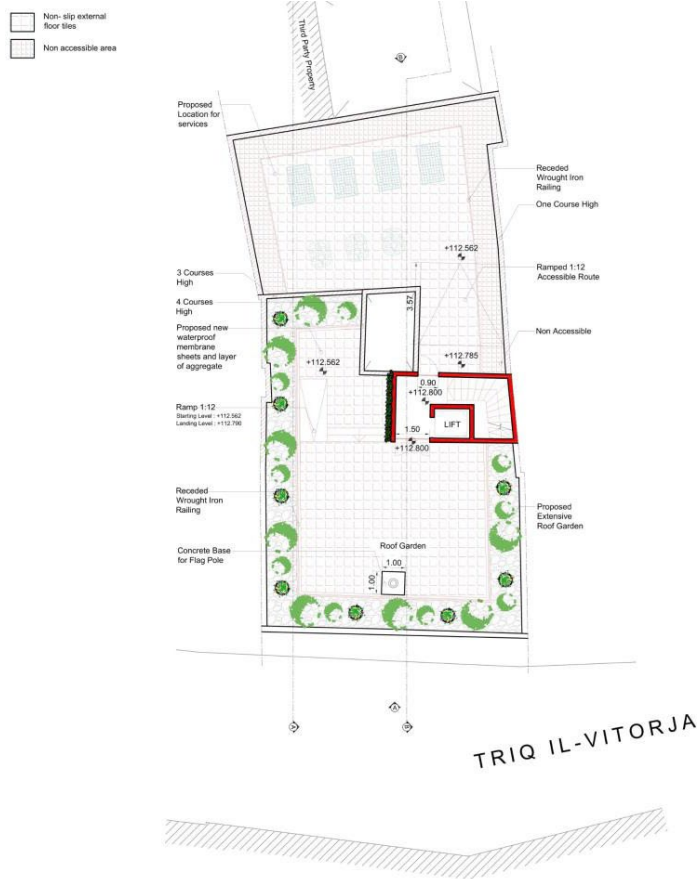 Non- slip external
floor tiles
Non accessible area
Third Party Property
B
Proposed
Location for
services
Receded
Wrought Iron
Railing
One Course High
+112.562
3 Courses
High
Ramped 1:12
Accessible Route
4 Courses
High
3.57
Proposed new
waterproof
membrane
sheets and layer
of aggregate
Non Accessible
+112.562
+112.785
0.90
+112.800
Ramp 1:12
Starting Level : +112.562
Landing Level : +112.790
LIFT
1.50
+112.800
Receded
Wrought Iron
Railing
Proposed
Extensive
Roof Garden
Roof Garden
Concrete Base
for Flag Pole
1.00
1.00
A
A
B
TRIQ IL-VITORJA